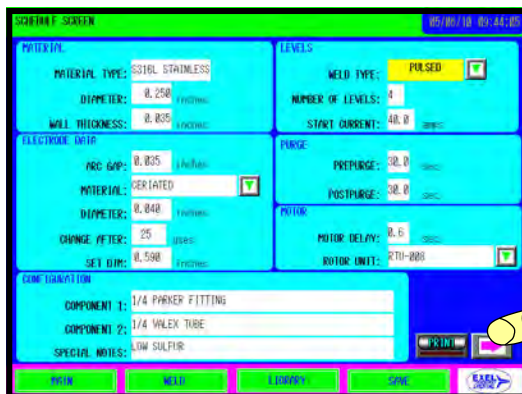 SCHEDULE SCREEN
05/06/10 09:44:05
MATERIAL
MATERIAL TYPE: S316L STAINLESS
DIAMETER: 0.250 inches
WALL THICKNESS: 0.035 inches
ELECTRODE DATA
ARC GAP: 0.035 inches
MATERIAL: CERIATED
DIAMETER: 0.040 inches
CHANGE AFTER: 25 uses
SET DIM: 0.590 inches
CONFIGURATION
COMPONENT 1: 1/4 PARKER FITTING
COMPONENT 2: 1/4 VALEX TUBE
SPECIAL NOTES: LOW SULFUR
LEVELS
WELD TYPE: PULSED
NUMBER OF LEVELS: 4
START CURRENT: 40.0 amps
PURGE
PREPURGE: 30.0 sec
POSTPURGE: 30.0 sec
MOTOR
MOTOR DELAY: 0.6 sec
ROTOR UNIT: RTU-008
PRINT
MAIN
WELD
LIBRARY
SAVE
EXEL